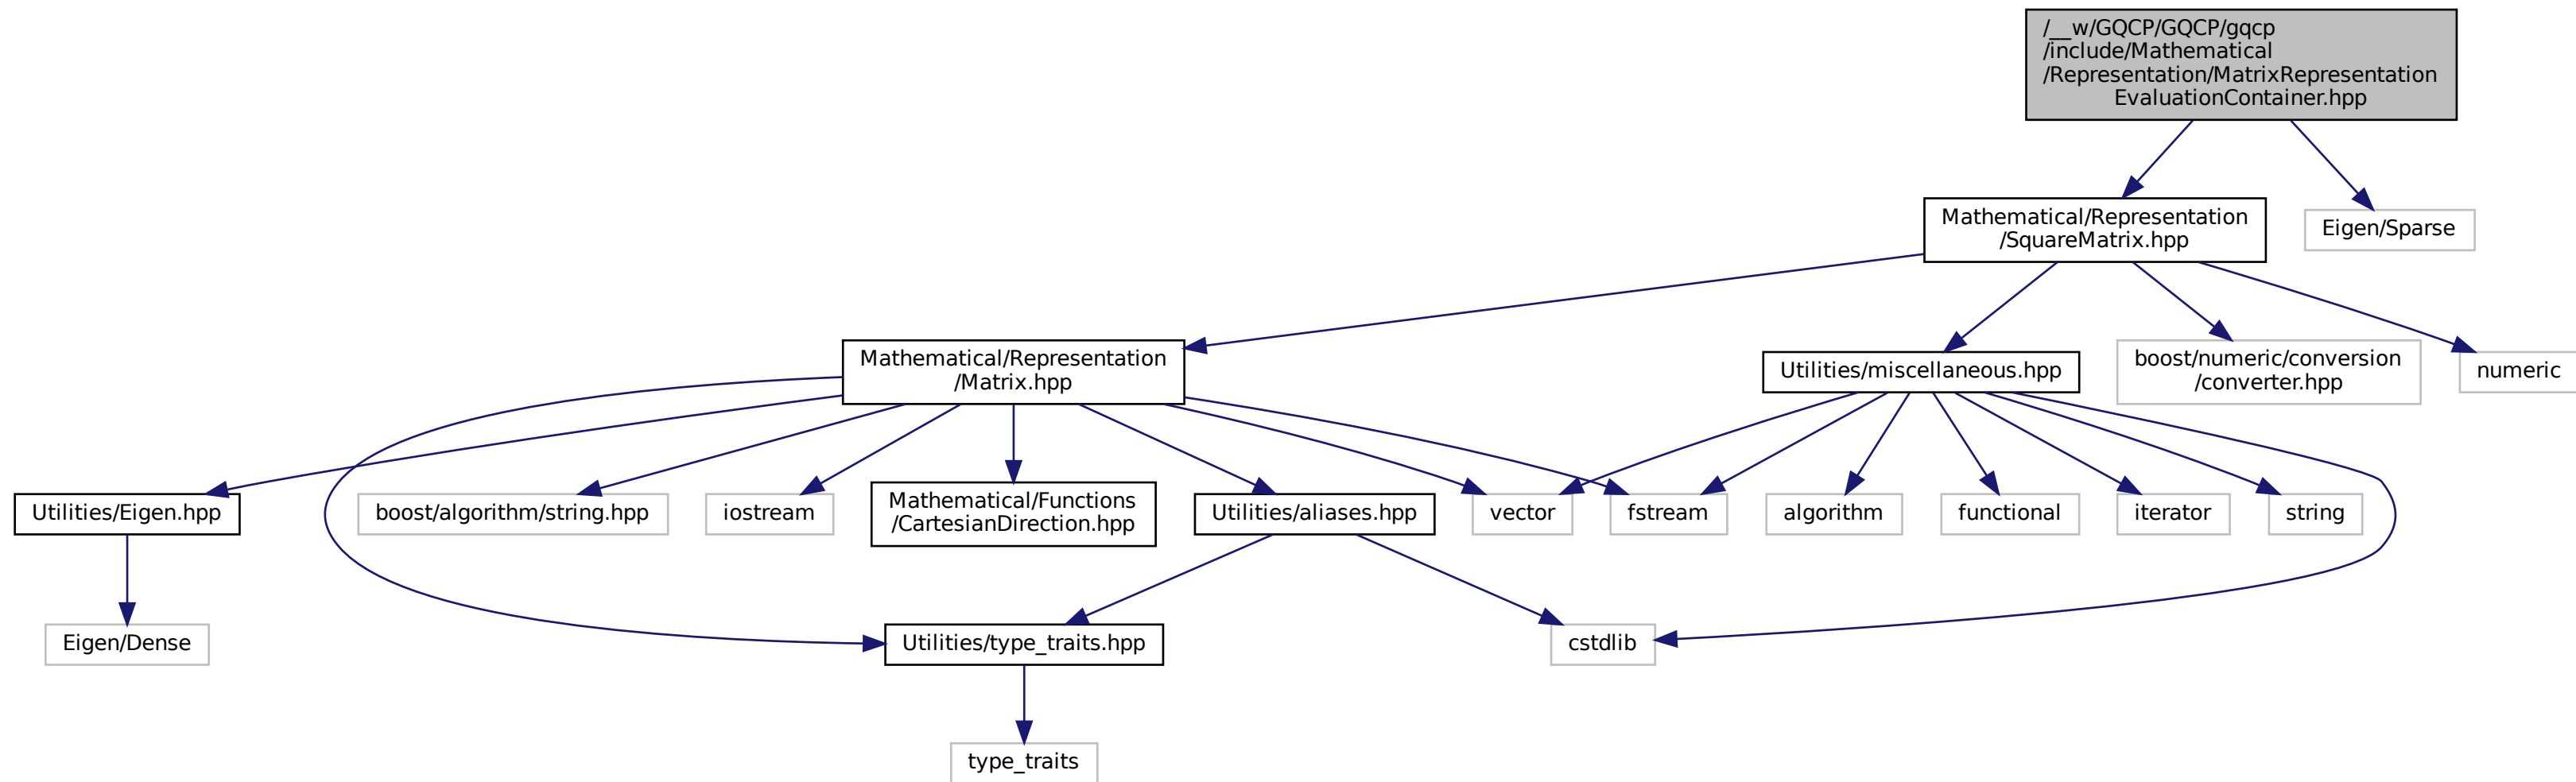 /__w/GQCP/GQCP/gqcp
/include/Mathematical
/Representation/MatrixRepresentation
EvaluationContainer.hpp
Mathematical/Representation
/SquareMatrix.hpp
Eigen/Sparse
Mathematical/Representation
/Matrix.hpp
Utilities/miscellaneous.hpp
boost/numeric/conversion
/converter.hpp
numeric
Utilities/Eigen.hpp
boost/algorithm/string.hpp
iostream
Mathematical/Functions
/CartesianDirection.hpp
Utilities/aliases.hpp
vector
fstream
algorithm
functional
iterator
string
Eigen/Dense
Utilities/type_traits.hpp
cstdlib
type_traits